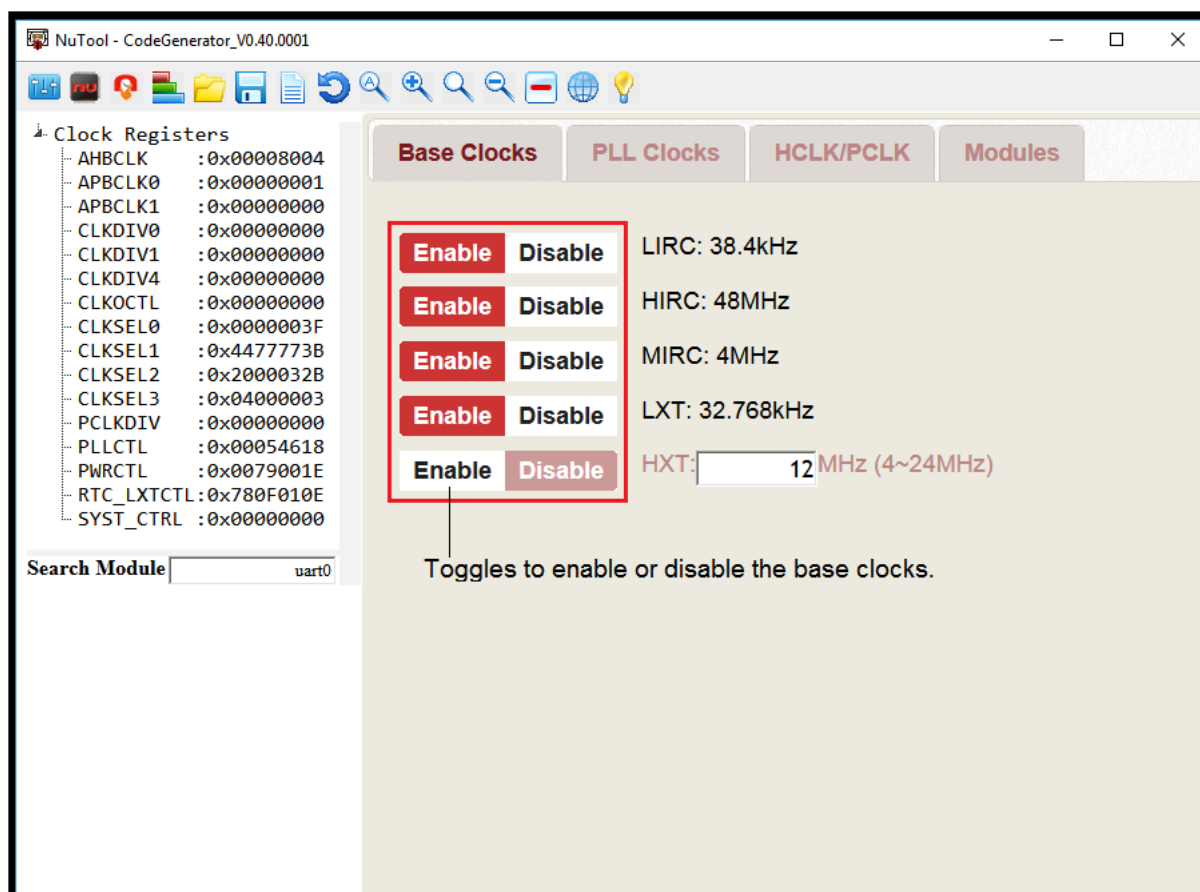 NuTool - CodeGenerator_V0.40.0001
Clock Registers
AHBCLK :0x00008004
APBCLK0 :0x00000001
APBCLK1 :0x00000000
CLKDIV0 :0x00000000
CLKDIV1 :0x00000000
CLKDIV4 :0x00000000
CLKOCTL :0x00000000
CLKSEL0 :0x0000003F
CLKSEL1 :0x4477773B
CLKSEL2 :0x2000032B
CLKSEL3 :0x04000003
PCLKDIV :0x00000000
PLLCTL :0x00054618
PWRCTL :0x0079001E
RTC_LXTCTL:0x780F010E
SYST_CTRL :0x00000000
Search Module uart0
Base Clocks PLL Clocks HCLK/PCLK Modules
Enable Disable LIRC: 38.4kHz
Enable Disable HIRC: 48MHz
Enable Disable MIRC: 4MHz
Enable Disable LXT: 32.768kHz
Enable Disable HXT: 12 MHz (4~24MHz)
Toggles to enable or disable the base clocks.